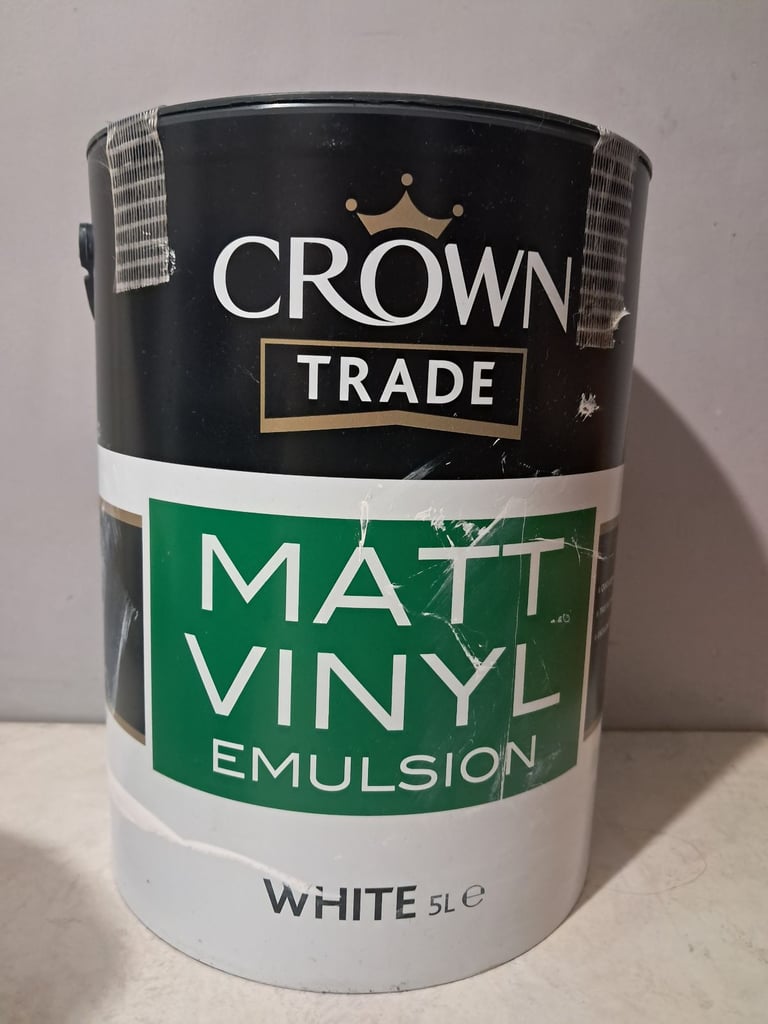 CROWN
TRADE
MATT
VINYL
EMULSION
WHITE 5L ℮